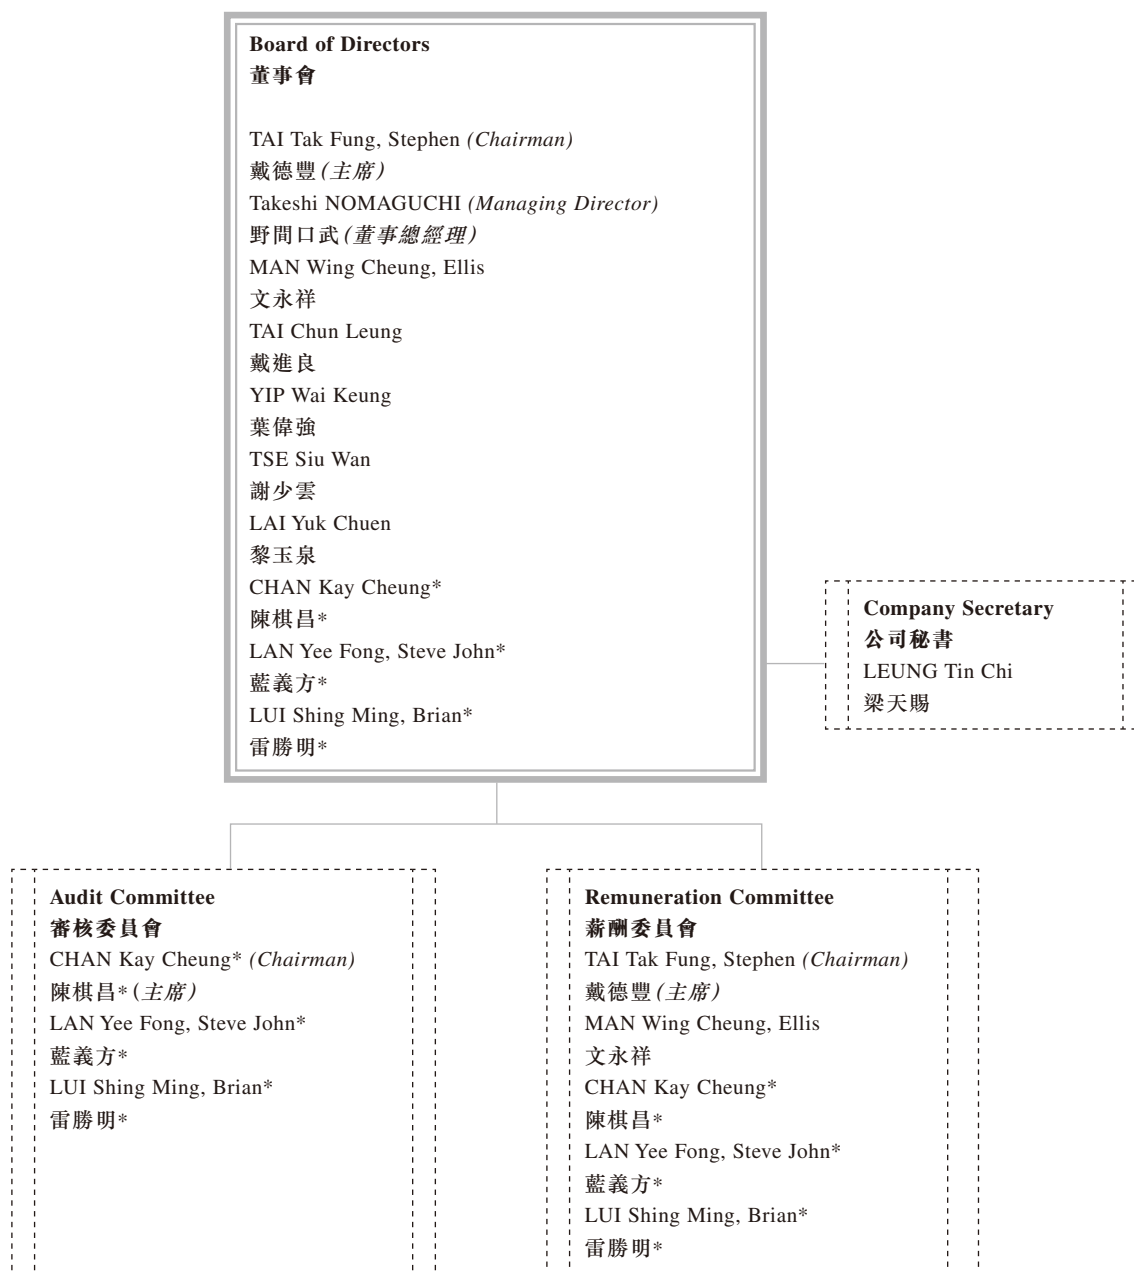 Board of Directors
董事會
TAI Tak Fung, Stephen (Chairman)
戴德豐(主席)
Takeshi NOMAGUCHI (Managing Director)
野間口武(董事總經理)
MAN Wing Cheung, Ellis
文永祥
TAI Chun Leung
戴進良
YIP Wai Keung
葉偉強
TSE Siu Wan
謝少雲
LAI Yuk Chuen
黎玉泉
CHAN Kay Cheung*
陳棋昌*
LAN Yee Fong, Steve John*
藍義方*
LUI Shing Ming, Brian*
雷勝明*
Company Secretary
公司秘書
LEUNG Tin Chi
梁天賜
Audit Committee
審核委員會
CHAN Kay Cheung* (Chairman)
陳棋昌*(主席)
LAN Yee Fong, Steve John*
藍義方*
LUI Shing Ming, Brian*
雷勝明*
Remuneration Committee
薪酬委員會
TAI Tak Fung, Stephen (Chairman)
戴德豐(主席)
MAN Wing Cheung, Ellis
文永祥
CHAN Kay Cheung*
陳棋昌*
LAN Yee Fong, Steve John*
藍義方*
LUI Shing Ming, Brian*
雷勝明*